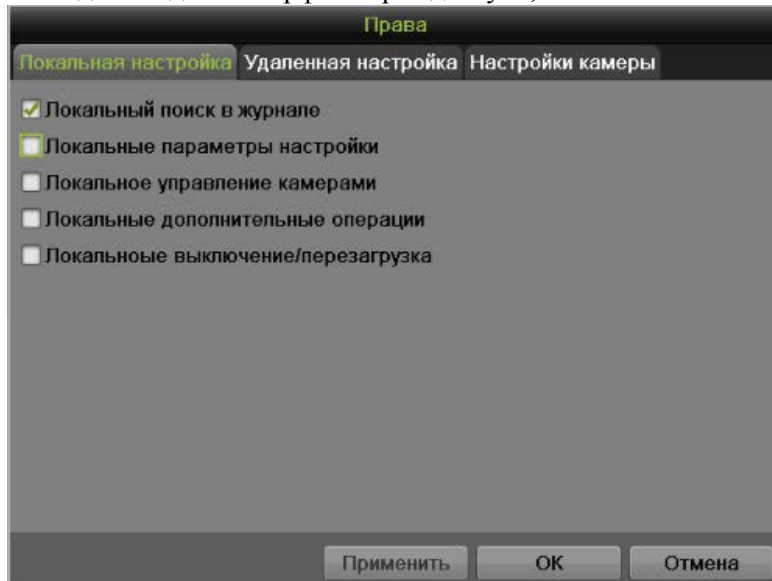 Права
Локальная настройка Удаленная настройка Настройки камеры
Локальный поиск в журнале
Локальные параметры настройки
Локальное управление камерами
Локальные дополнительные операции
Локальноые выключение/перезагрузка
Применить ОК Отмена